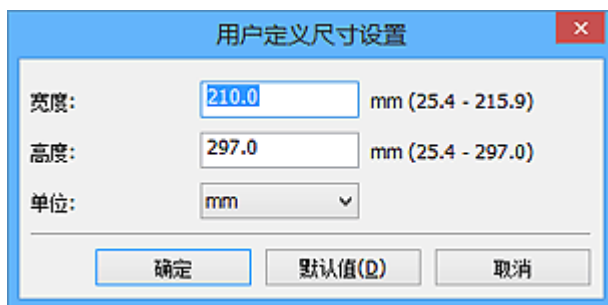 用户定义尺寸设置
宽度: 210.0 mm (25.4 - 215.9)
高度: 297.0 mm (25.4 - 297.0)
单位: mm
确定 默认值(D) 取消